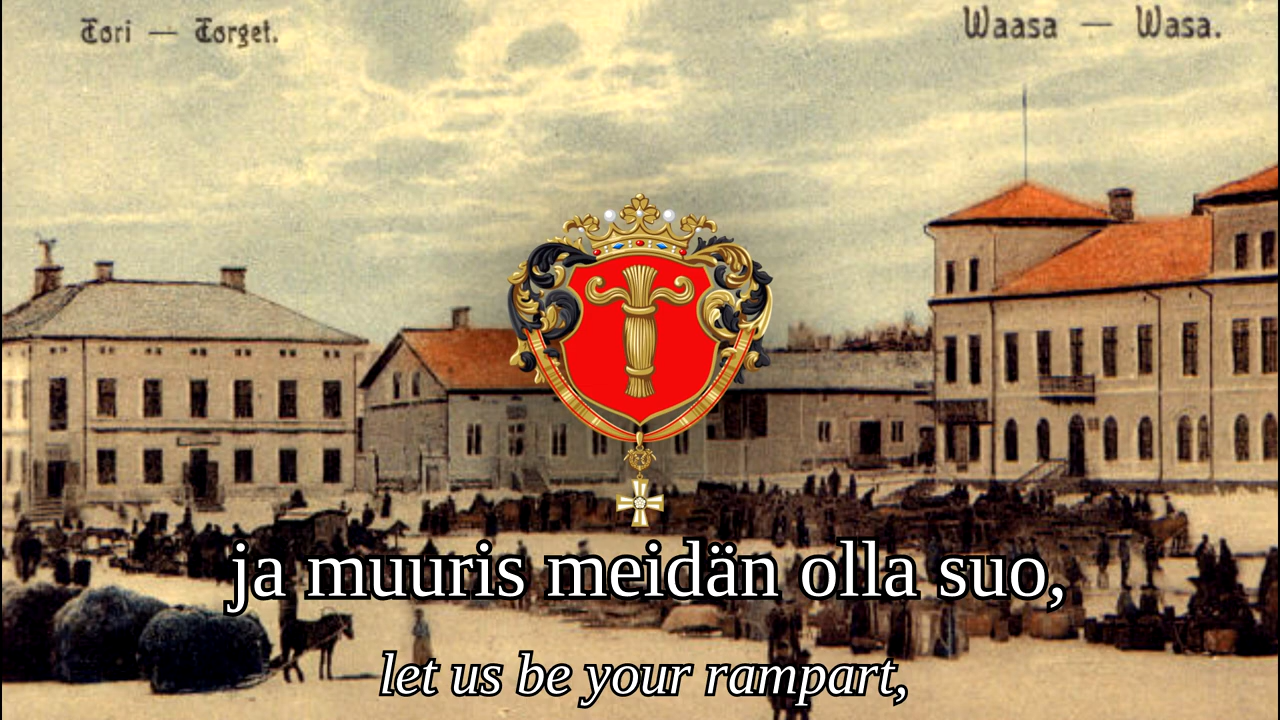 Tori — Torget.
Waasa — Wasa.
ja muuris meidän olla suo,
let us be your rampart,